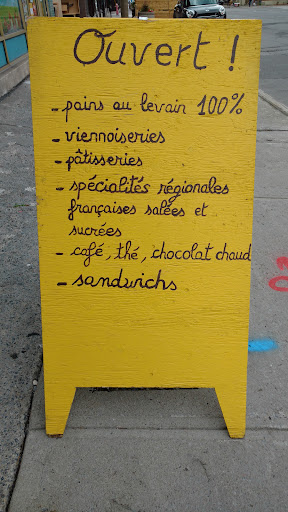 Ouvert !
- pains au levain 100%
- viennoiseries
- pâtisseries
- spécialités régionales
françaises salées et
sucrées
- café, thé, chocolat chaud
- sandwichs